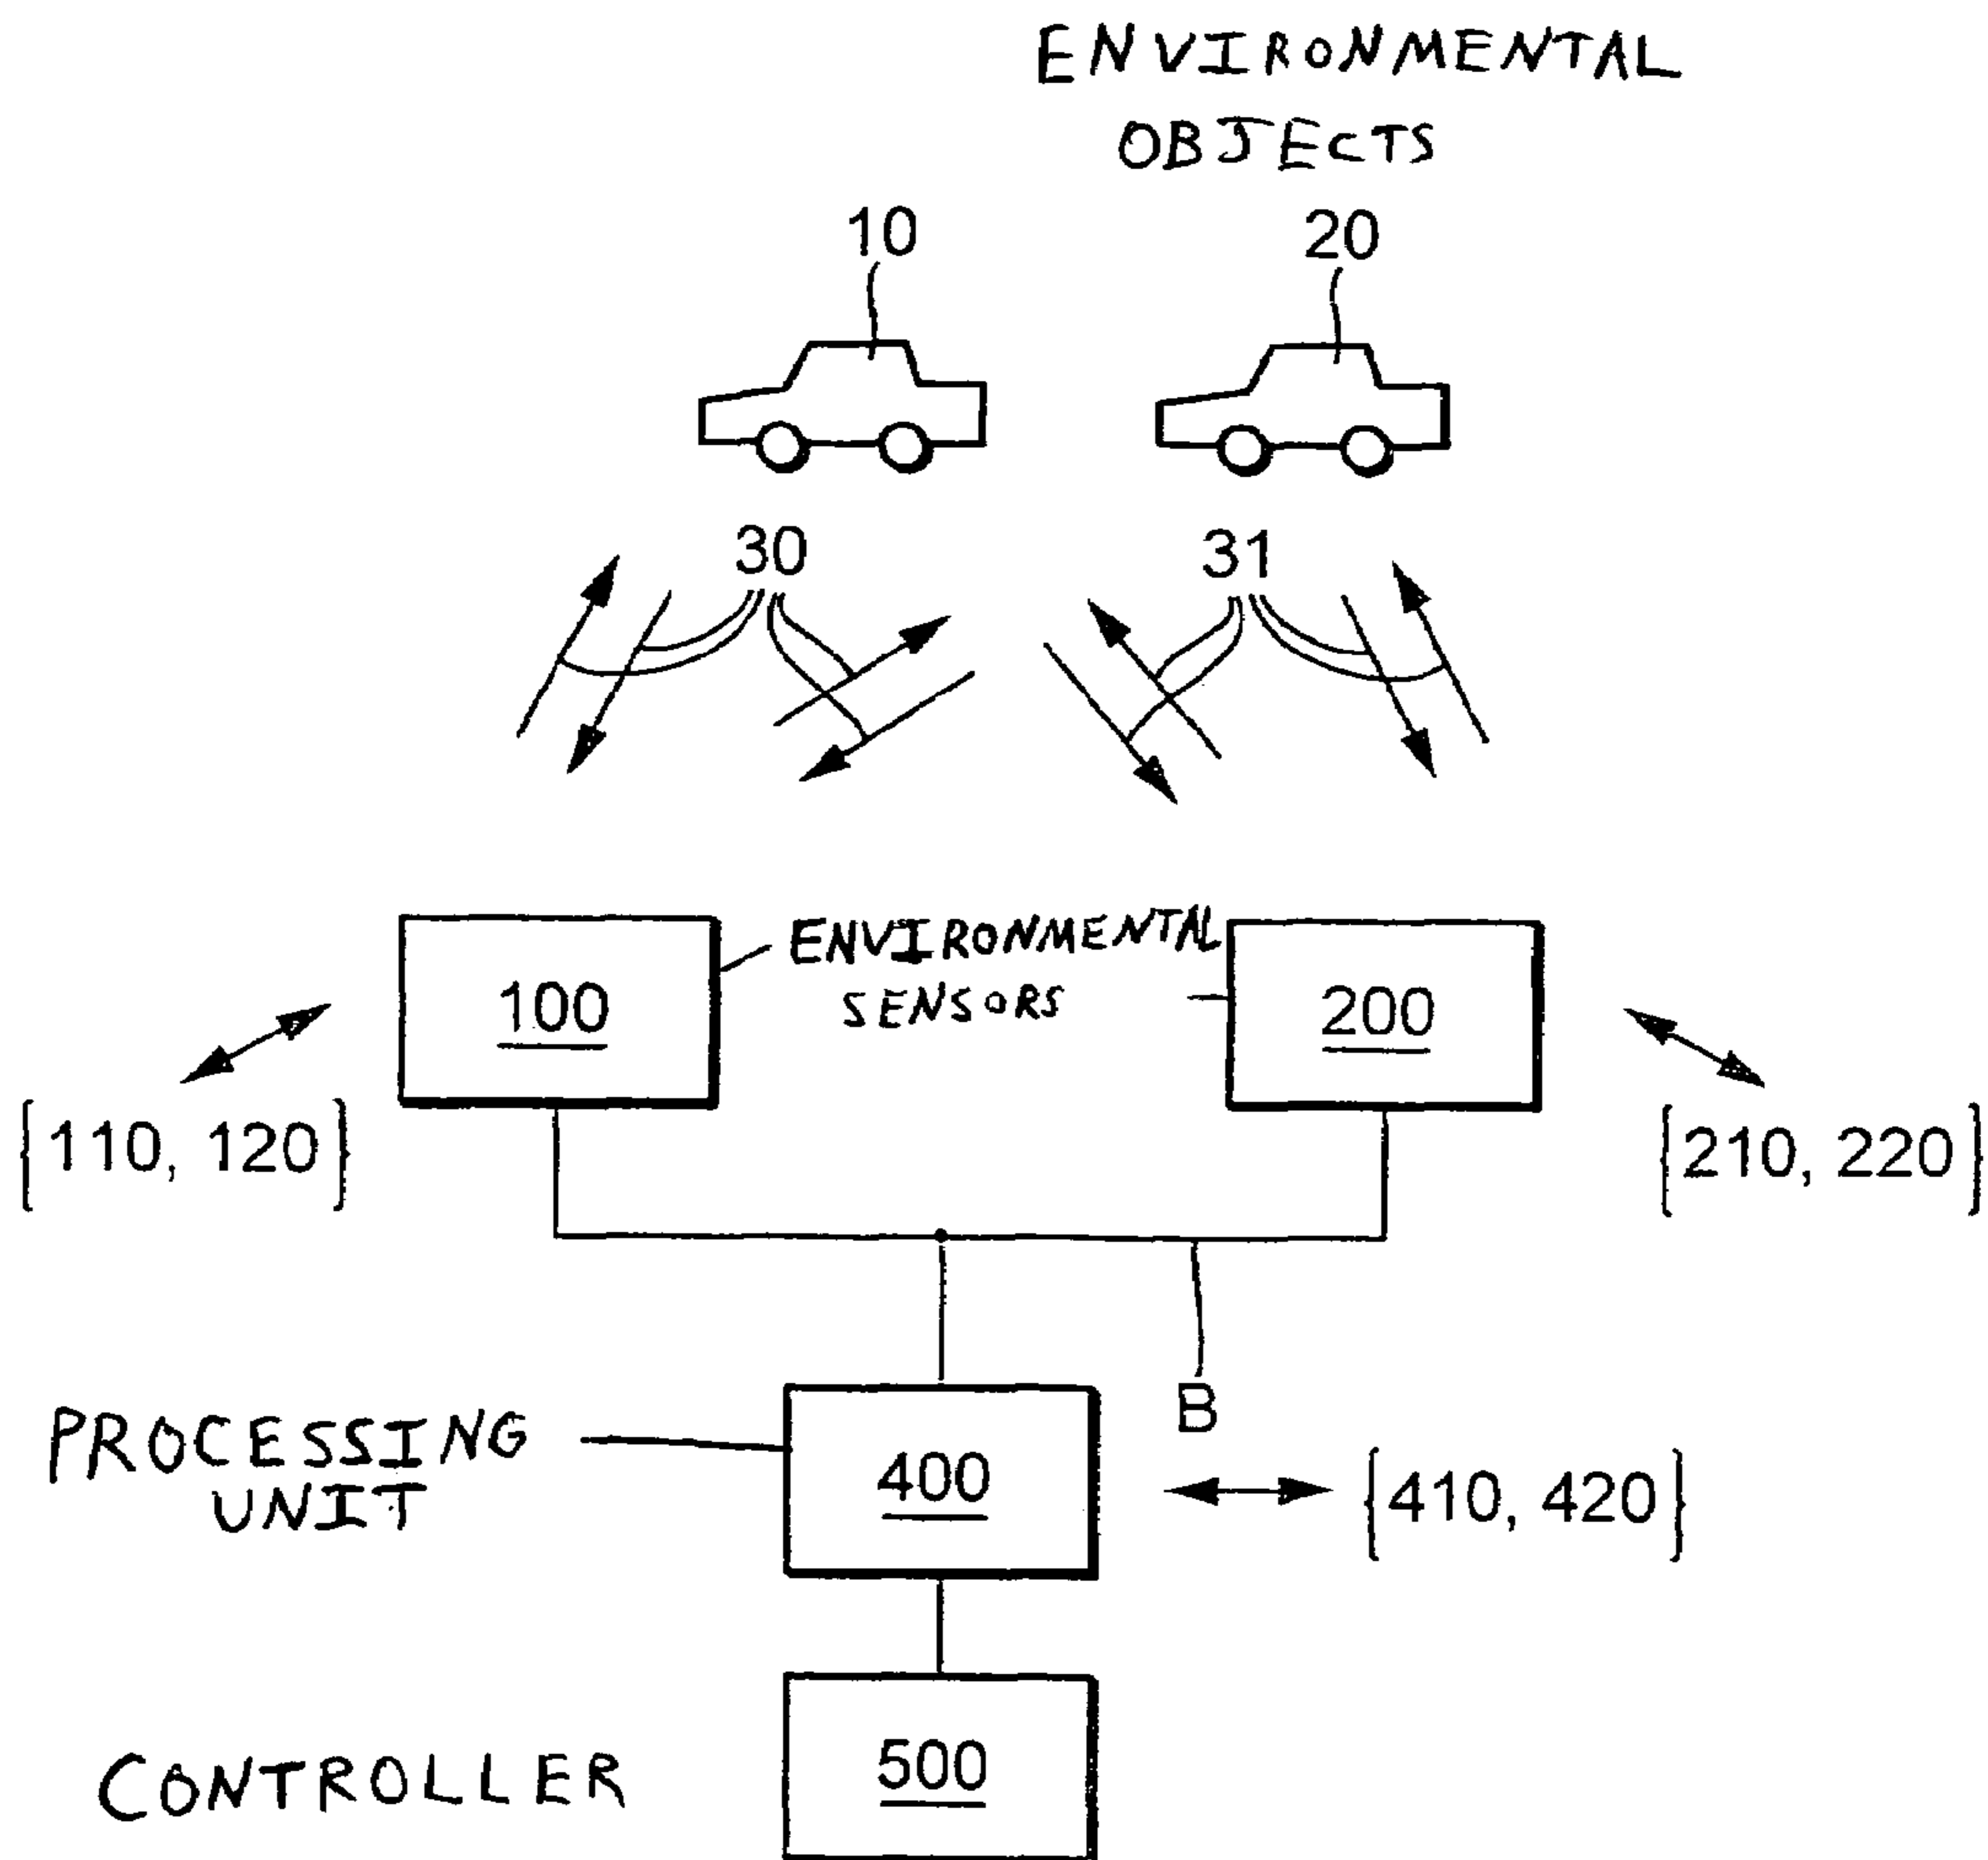 ENVIRONMENTAL
OBJECTS
10
20
30
31
ENVIRONMENTAL
SENSORS
100
200
{110, 120}
{210, 220}
B
PROCESSING
UNIT
400
{410, 420}
CONTROLLER
500